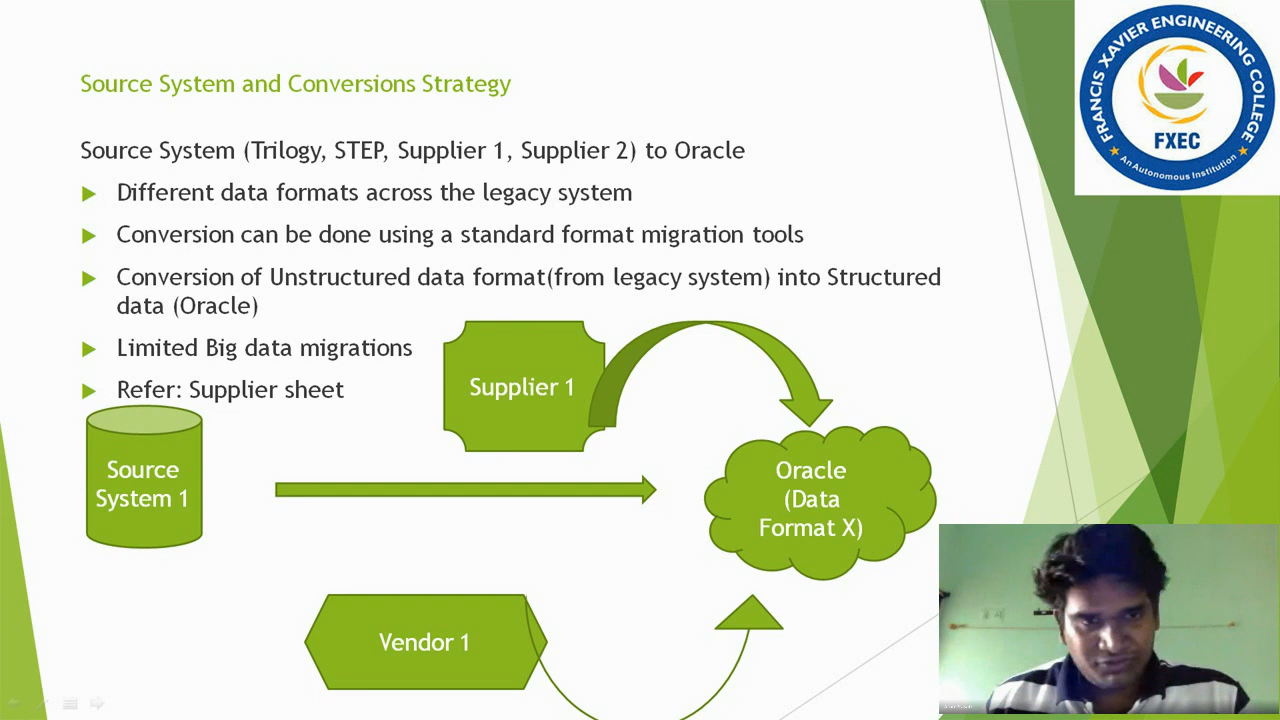 Source System and Conversions Strategy
Source System (Trilogy, STEP, Supplier 1, Supplier 2) to Oracle
Different data formats across the legacy system
Conversion can be done using a standard format migration tools
Conversion of Unstructured data format(from legacy system) into Structured
data (Oracle)
Limited Big data migrations
Refer: Supplier sheet
Supplier 1
Source
System 1
Oracle
(Data
Format X)
Vendor 1
FRANCIS XAVIER ENGINEERING COLLEGE
FXEC
An Autonomous Institution